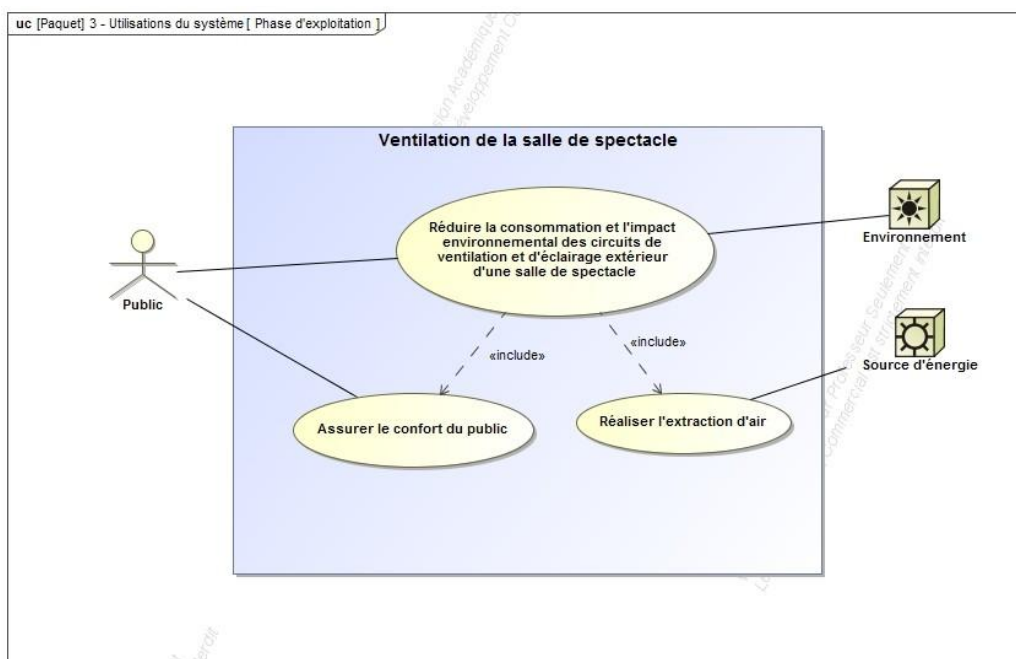 uc [Paquet] 3 - Utilisations du système [ Phase d'exploitation ]
Ventilation de la salle de spectacle
Réduire la consommation et l'impact
environnemental des circuits de
ventilation et d'éclairage extérieur
d'une salle de spectacle
Environnement
Public
«include»
«include»
Source d'énergie
Assurer le confort du public
Réaliser l'extraction d'air